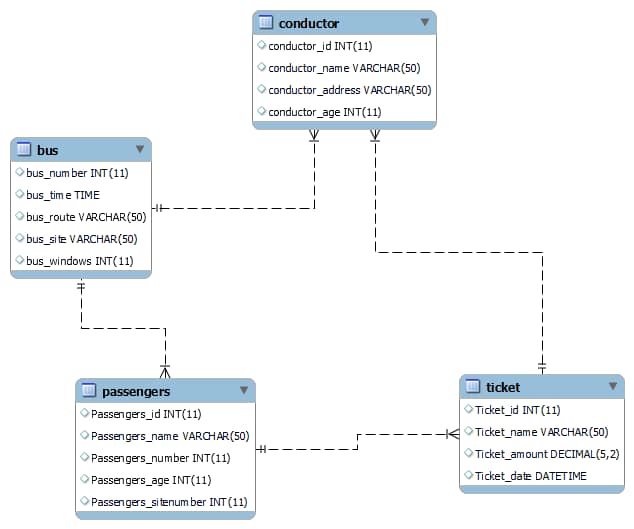 conductor
conductor_id INT(11)
conductor_name VARCHAR(50)
conductor_address VARCHAR(50)
conductor_age INT(11)
bus
bus_number INT(11)
bus_time TIME
bus_route VARCHAR(50)
bus_site VARCHAR(50)
bus_windows INT(11)
passengers
Passengers_id INT(11)
Passengers_name VARCHAR(50)
Passengers_number INT(11)
Passengers_age INT(11)
Passengers_sitenumber INT(11)
ticket
Ticket_id INT(11)
Ticket_name VARCHAR(50)
Ticket_amount DECIMAL(5,2)
Ticket_date DATETIME